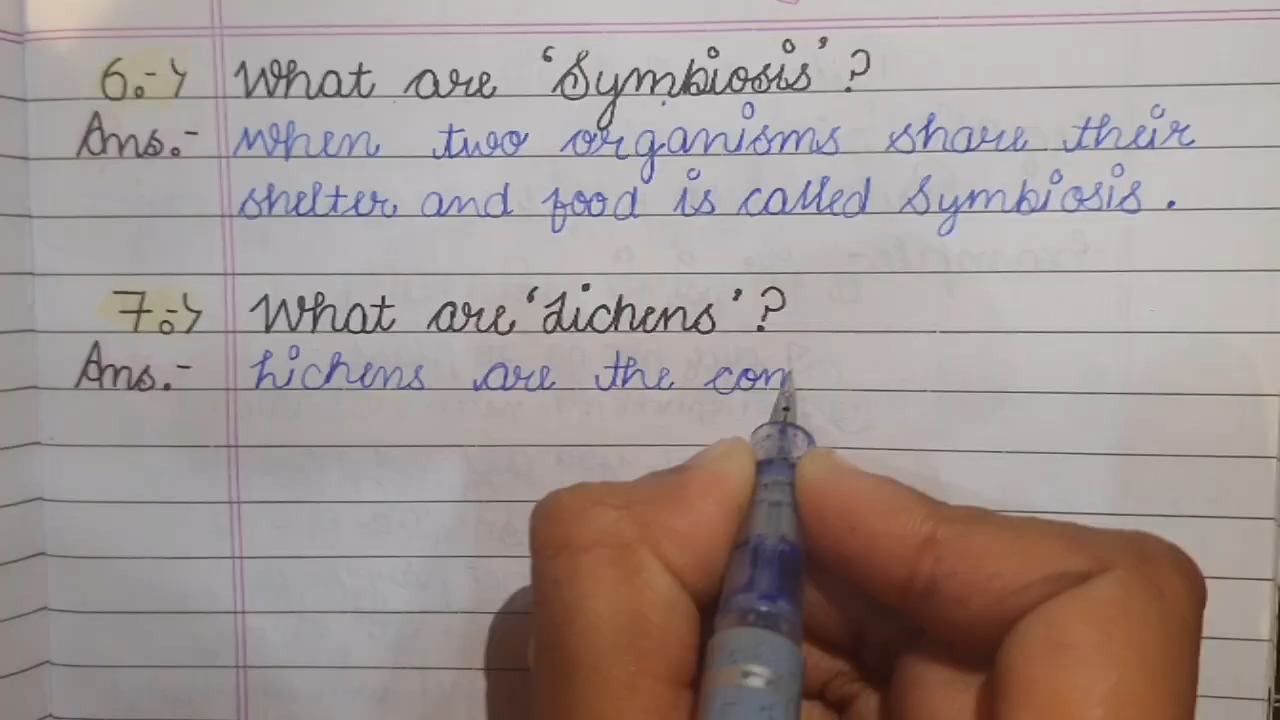 6.→ What are 'Symbiosis'?
Ans.- When two organisms share their
shelter and food is called symbiosis.
7.→ What are 'Lichens'?
Ans.- Lichens are the com